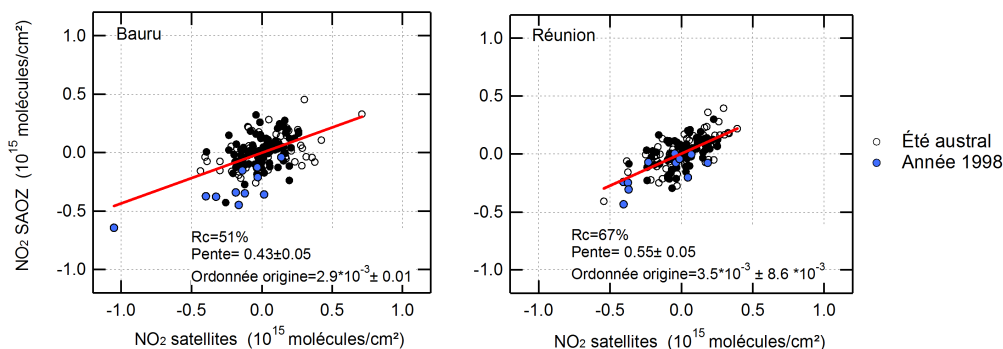 Bauru
Réunion
NO2 SAOZ (10^15 molécules/cm²)
1.0
0.5
0.0
-0.5
-1.0
Rc=51%
Pente= 0.43±0.05
Ordonnée origine=2.9*10^-3± 0.01
-1.0 -0.5 0.0 0.5 1.0
NO2 satellites (10^15 molécules/cm²)
1.0
0.5
0.0
-0.5
-1.0
Rc=67%
Pente= 0.55± 0.05
Ordonnée origine=3.5*10^-3 ± 8.6 *10^-3
-1.0 -0.5 0.0 0.5 1.0
NO2 satellites (10^15 molécules/cm²)
Été austral
Année 1998